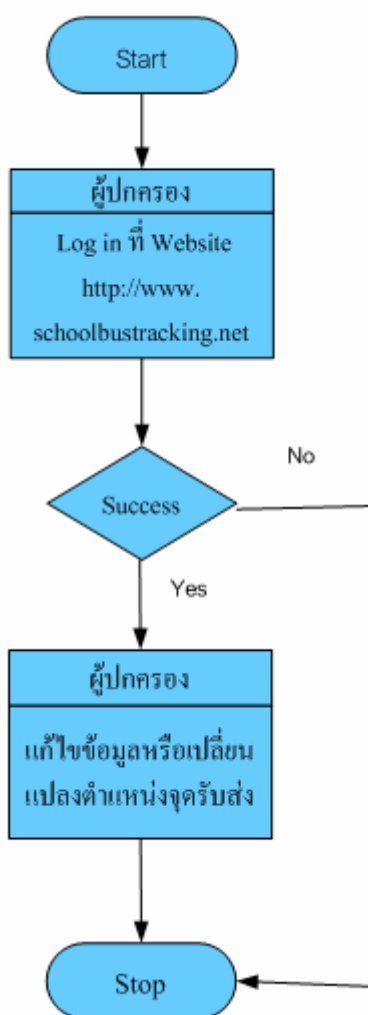 Start
ผู้ปกครอง
Log in ที่ Website
http://www.
schoolbustracking.net
Success
No
Yes
ผู้ปกครอง
แก้ไขข้อมูลหรือเปลี่ยน
แปลงตำแหน่งจุดรับส่ง
Stop